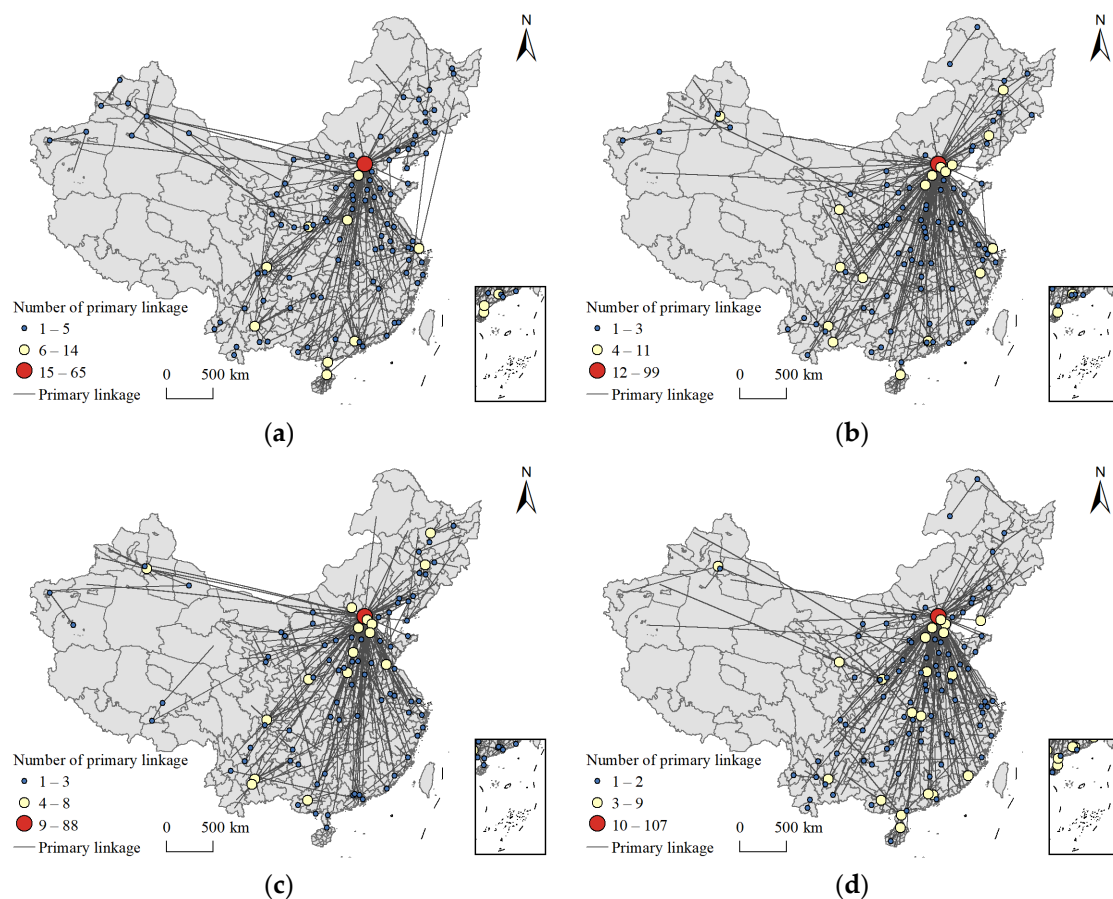 N
Number of primary linkage
1 – 5
6 – 14
15 – 65
Primary linkage
0 500 km
(a)
N
Number of primary linkage
1 – 3
4 – 11
12 – 99
Primary linkage
0 500 km
(b)
N
Number of primary linkage
1 – 3
4 – 8
9 – 88
Primary linkage
0 500 km
(c)
N
Number of primary linkage
1 – 2
3 – 9
10 – 107
Primary linkage
0 500 km
(d)